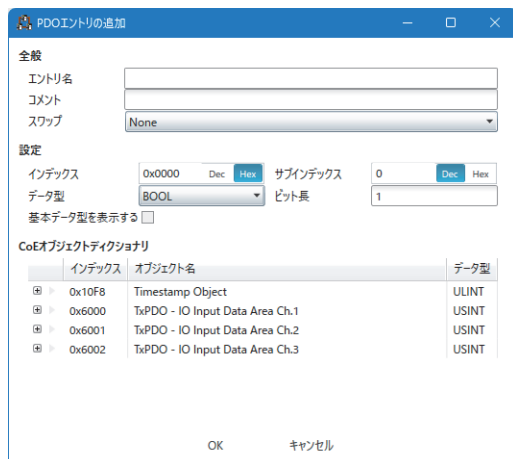 PDOエントリの追加
全般
エントリ名
コメント
スワップ None
設定
インデックス 0x0000 Dec Hex サブインデックス 0 Dec Hex
データ型 BOOL ビット長 1
基本データ型を表示する
CoEオブジェクトディクショナリ
インデックス オブジェクト名 データ型
0x10F8 Timestamp Object ULINT
0x6000 TxPDO - IO Input Data Area Ch.1 USINT
0x6001 TxPDO - IO Input Data Area Ch.2 USINT
0x6002 TxPDO - IO Input Data Area Ch.3 USINT
OK キャンセル